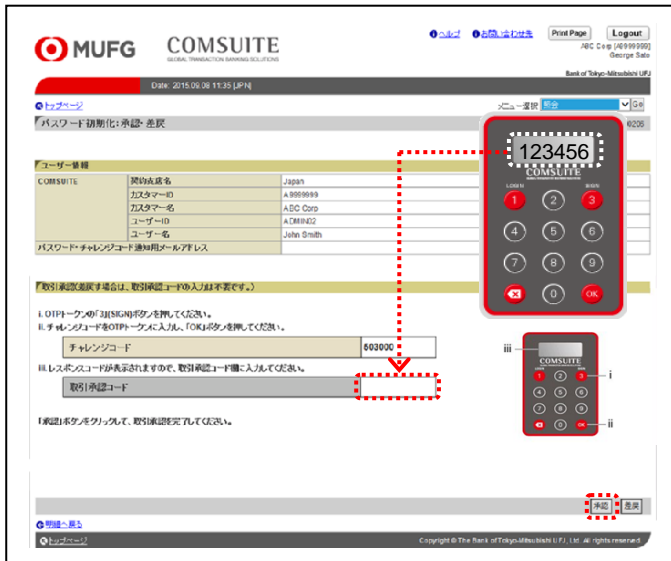 ヘルプ お問い合わせ先 Print Page Logout
ABC Corp [A9999999]
George Sato
MUFG COMSUITE
GLOBAL TRANSACTION BANKING SOLUTIONS
Bank of Tokyo-Mitsubishi UFJ
Date: 2015.09.08 11:35 [JPN]
トップページ メニュー選択 照会 Go
パスワード初期化:承認・差戻 00206
123456
COMSUITE
LOGIN SIGN
1 2 3
4 5 6
7 8 9
0 OK
ユーザー情報
COMSUITE 契約支店名 Japan
カスタマーID A9999999
カスタマー名 ABC Corp
ユーザーID ADMIN02
ユーザー名 John Smith
パスワード・チャレンジコード通知用メールアドレス
取引承認(差戻す場合は、取引承認コードの入力は不要です。)
i. OTPトークンの「3」(SIGN)ボタンを押してください。
ii. チャレンジコードをOTPトークンに入力し、「OK」ボタンを押してください。
チャレンジコード 503000
iii. レスポンスコードが表示されますので、取引承認コード欄に入力してください。
取引承認コード
iii
COMSUITE
LOGIN SIGN
1 2 3 i
4 5 6
7 8 9
0 OK ii
「承認」ボタンをクリックして、取引承認を完了してください。
承認 差戻
明細へ戻る
トップページ Copyright © The Bank of Tokyo-Mitsubishi UFJ, Ltd. All rights reserved.